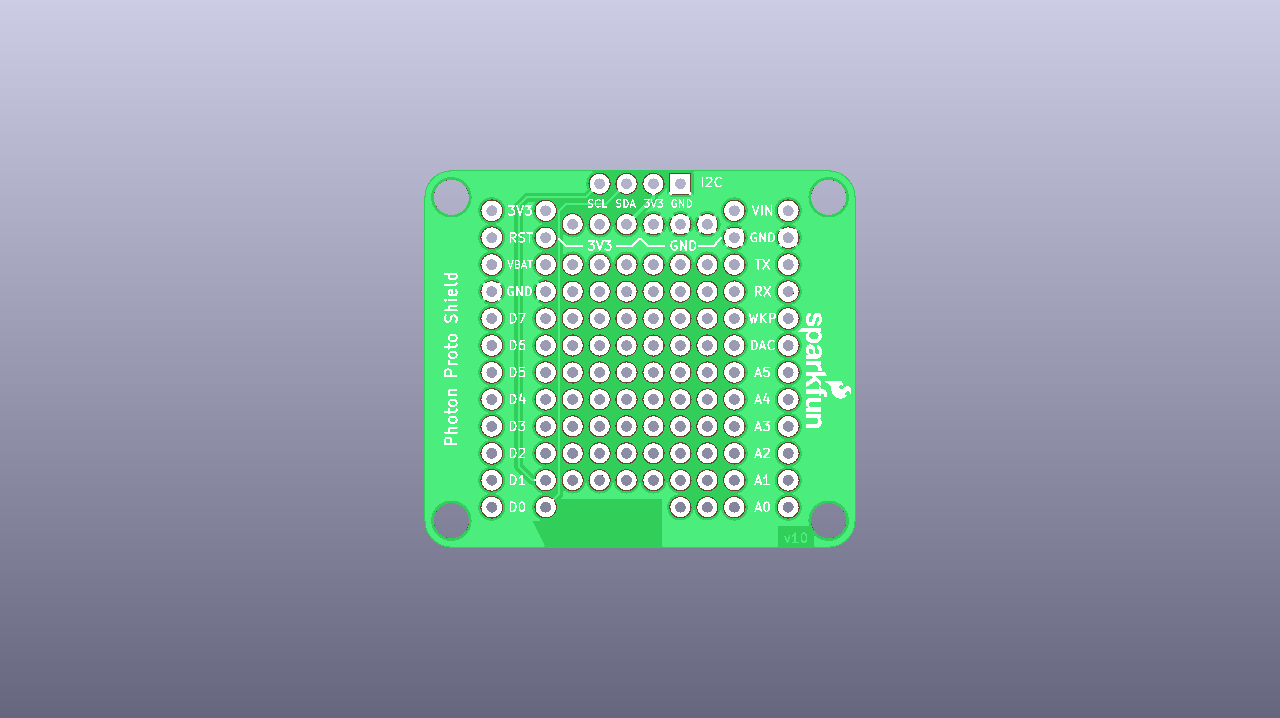 I2C
SCL SDA 3V3 GND
3V3 VIN
RST 3V3 GND GND
VBAT TX
GND RX
D7 WKP
D6 DAC
D5 A5
D4 A4
D3 A3
D2 A2
D1 A1
D0 A0
Photon Proto Shield
sparkfun
v10